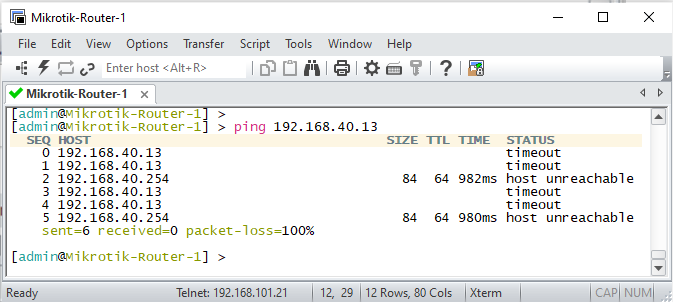 Mikrotik-Router-1
File Edit View Options Transfer Script Tools Window Help
Enter host <Alt+R>
Mikrotik-Router-1
[admin@Mikrotik-Router-1] >
[admin@Mikrotik-Router-1] > ping 192.168.40.13
SEQ HOST SIZE TTL TIME STATUS
0 192.168.40.13 timeout
1 192.168.40.13 timeout
2 192.168.40.254 84 64 982ms host unreachable
3 192.168.40.13 timeout
4 192.168.40.13 timeout
5 192.168.40.254 84 64 980ms host unreachable
sent=6 received=0 packet-loss=100%
[admin@Mikrotik-Router-1] >
Ready Telnet: 192.168.101.21 12, 29 12 Rows, 80 Cols Xterm CAP NUM